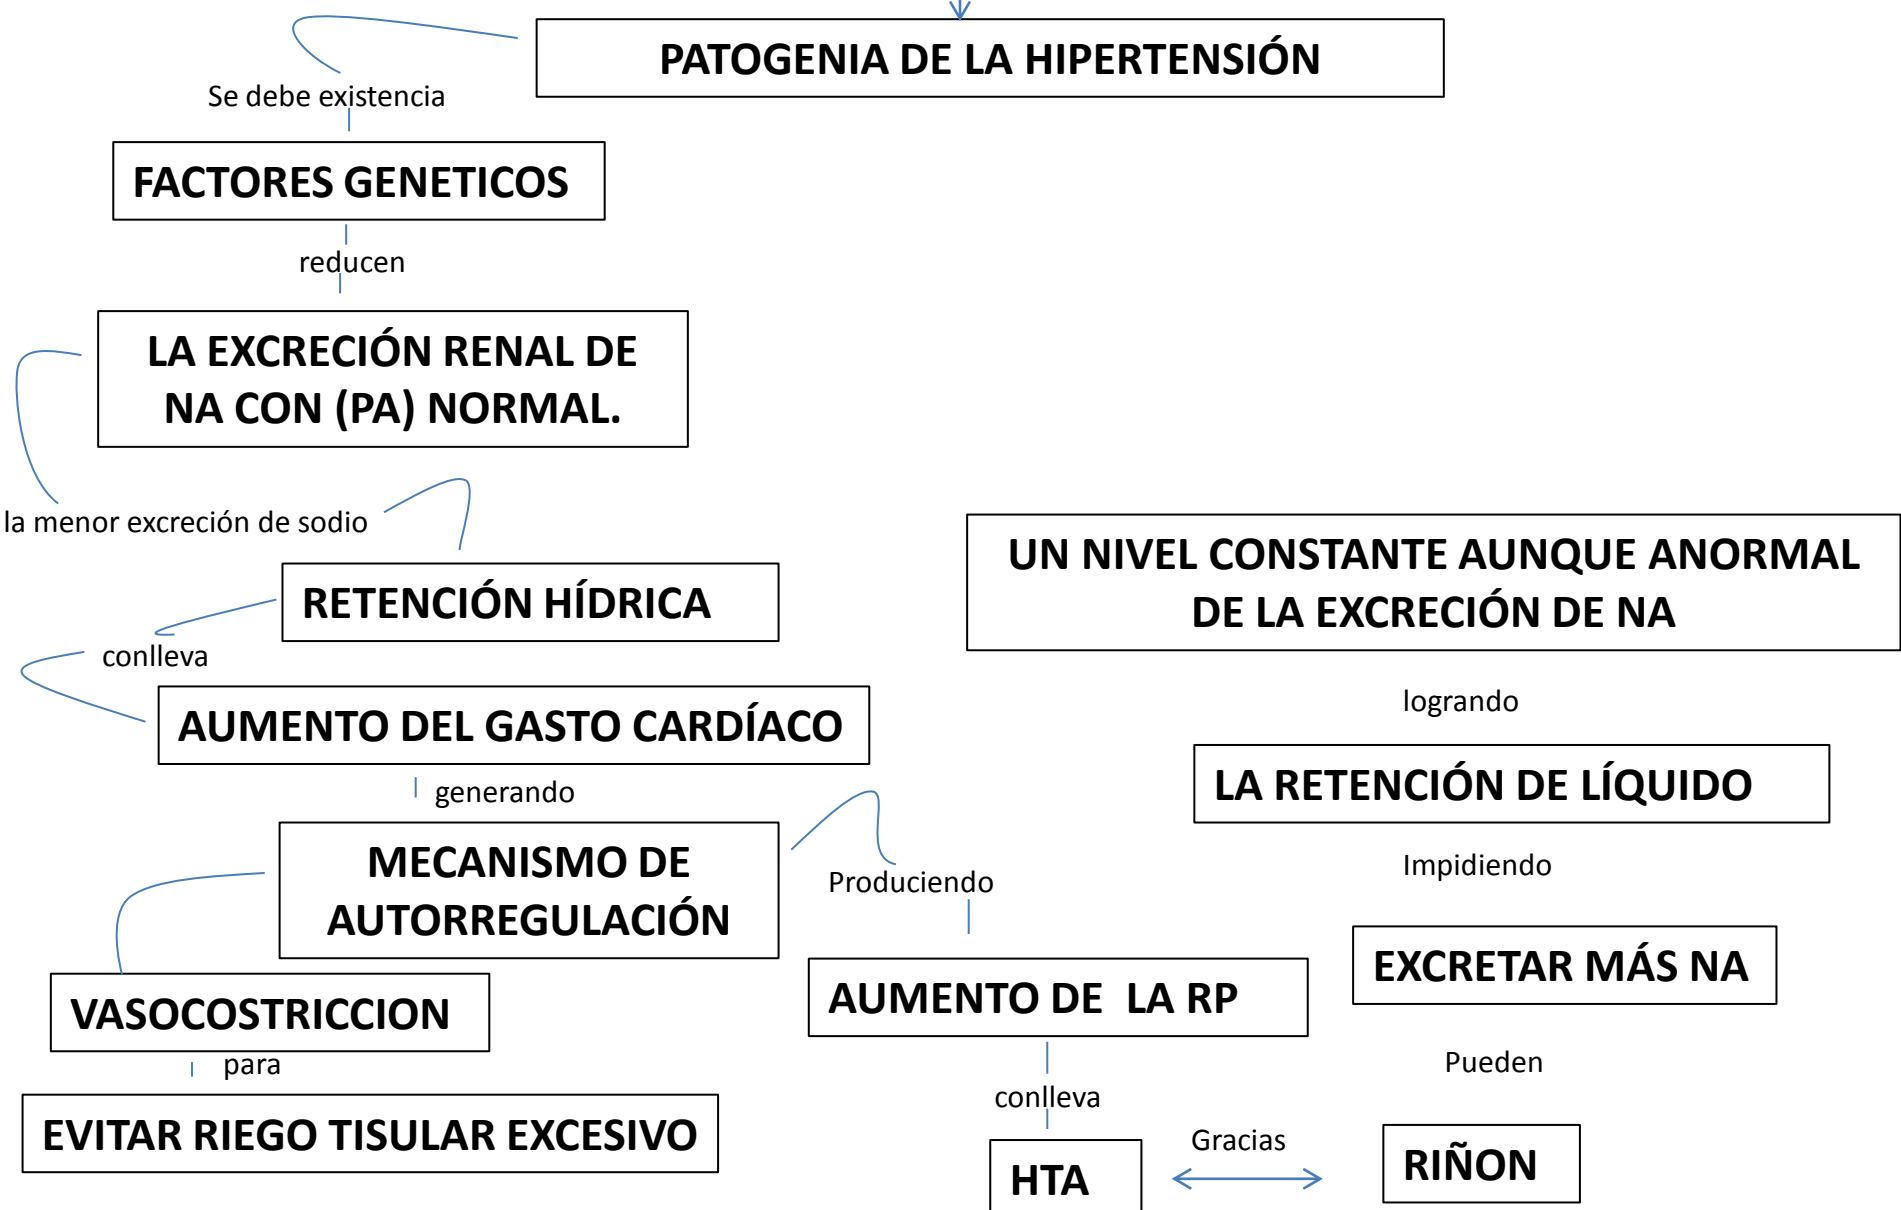 PATOGENIA DE LA HIPERTENSIÓN
Se debe existencia
FACTORES GENETICOS
reducen
LA EXCRECIÓN RENAL DE
NA CON (PA) NORMAL.
la menor excreción de sodio
RETENCIÓN HÍDRICA
conlleva
AUMENTO DEL GASTO CARDÍACO
generando
MECANISMO DE
AUTORREGULACIÓN
VASOCOSTRICCION
para
EVITAR RIEGO TISULAR EXCESIVO
Produciendo
AUMENTO DE LA RP
conlleva
HTA
Gracias
RIÑON
Pueden
EXCRETAR MÁS NA
Impidiendo
LA RETENCIÓN DE LÍQUIDO
logrando
UN NIVEL CONSTANTE AUNQUE ANORMAL
DE LA EXCRECIÓN DE NA